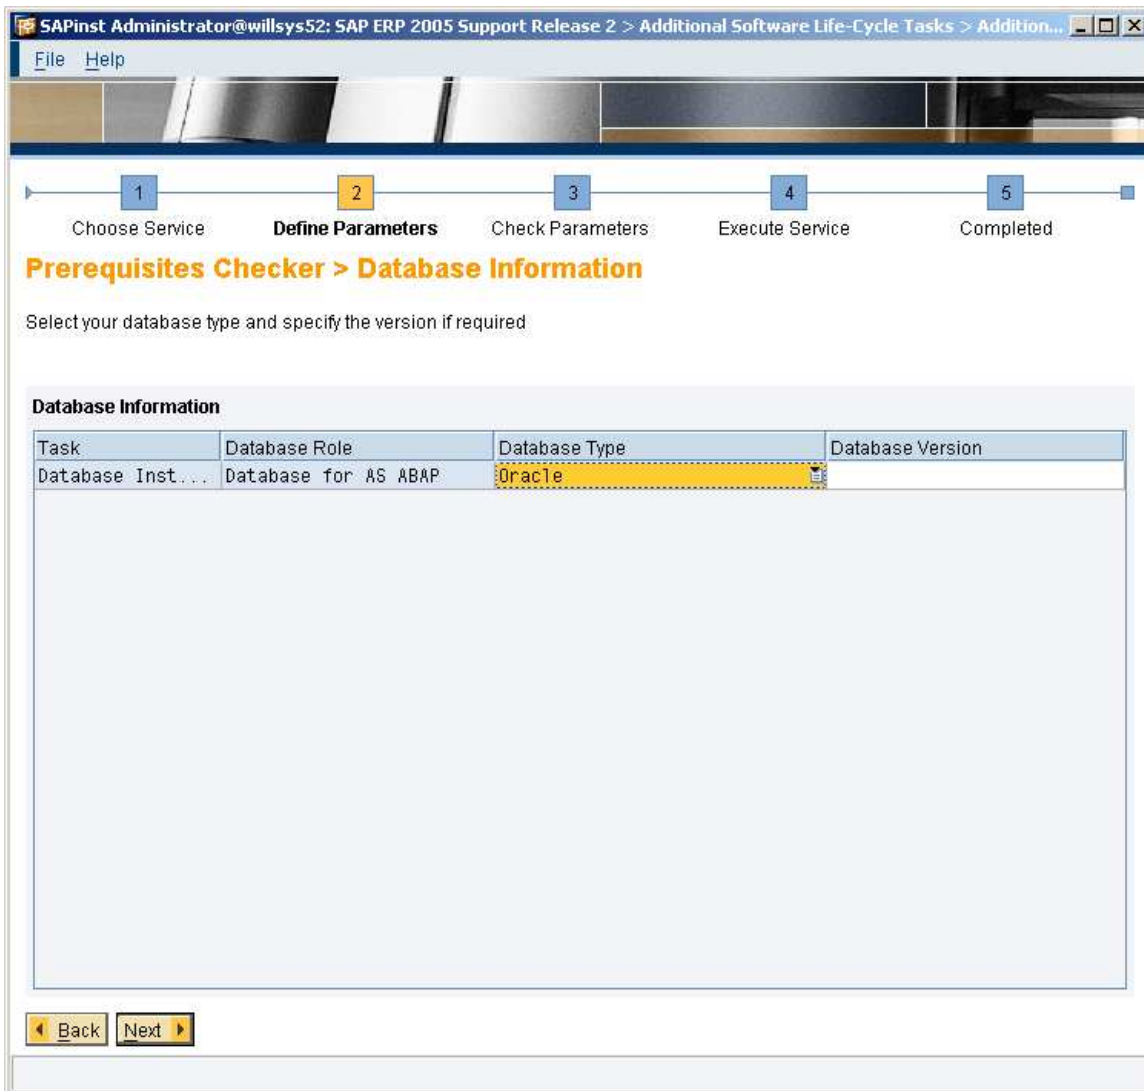 SAPinst Administrator@willsys52: SAP ERP 2005 Support Release 2 > Additional Software Life-Cycle Tasks > Addition...
File Help
1 2 3 4 5
Choose Service Define Parameters Check Parameters Execute Service Completed
Prerequisites Checker > Database Information
Select your database type and specify the version if required
Database Information
Task Database Role Database Type Database Version
Database Inst... Database for AS ABAP Oracle
Back Next